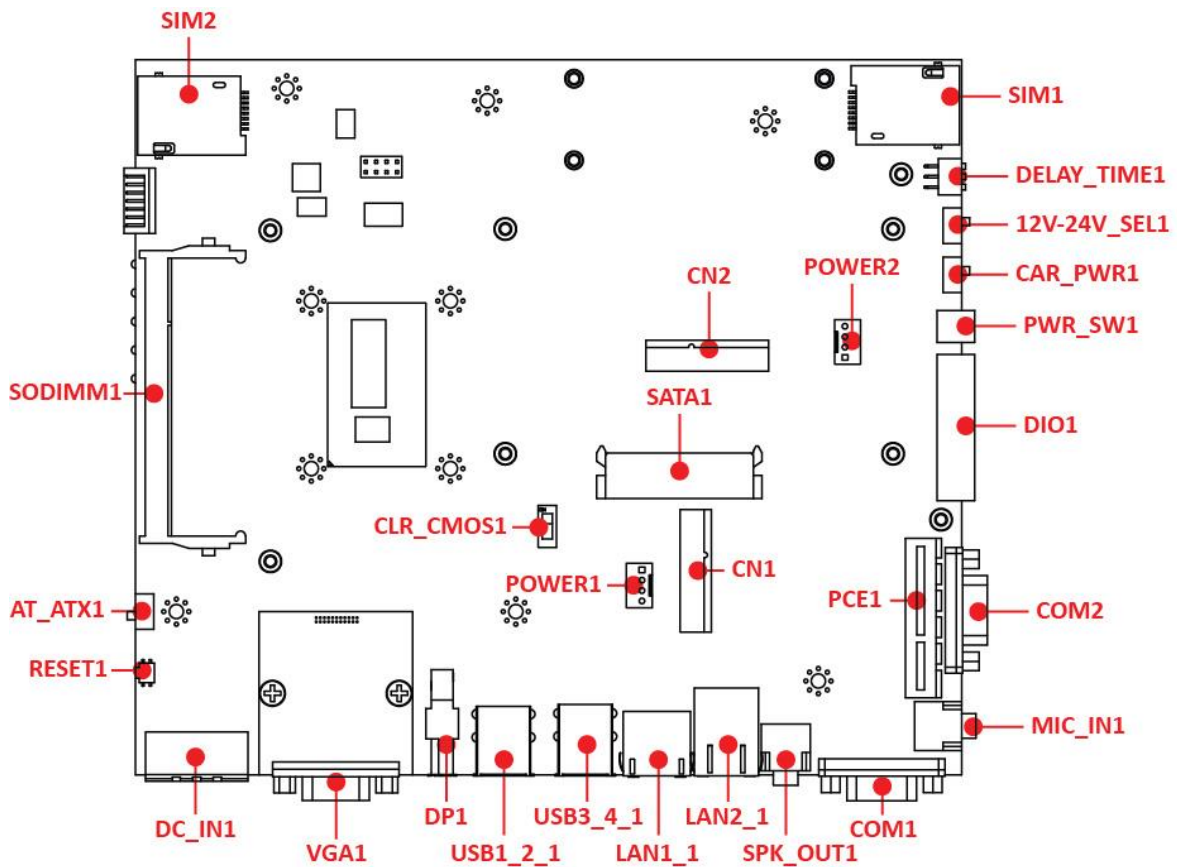 SIM2
SIM1
DELAY_TIME1
12V-24V_SEL1
POWER2
CN2
CAR_PWR1
PWR_SW1
SODIMM1
SATA1
DIO1
CLR_CMOS1
POWER1
CN1
PCE1
AT_ATX1
COM2
RESET1
MIC_IN1
DP1
USB3_4_1
LAN2_1
DC_IN1
COM1
VGA1
USB1_2_1
LAN1_1
SPK_OUT1